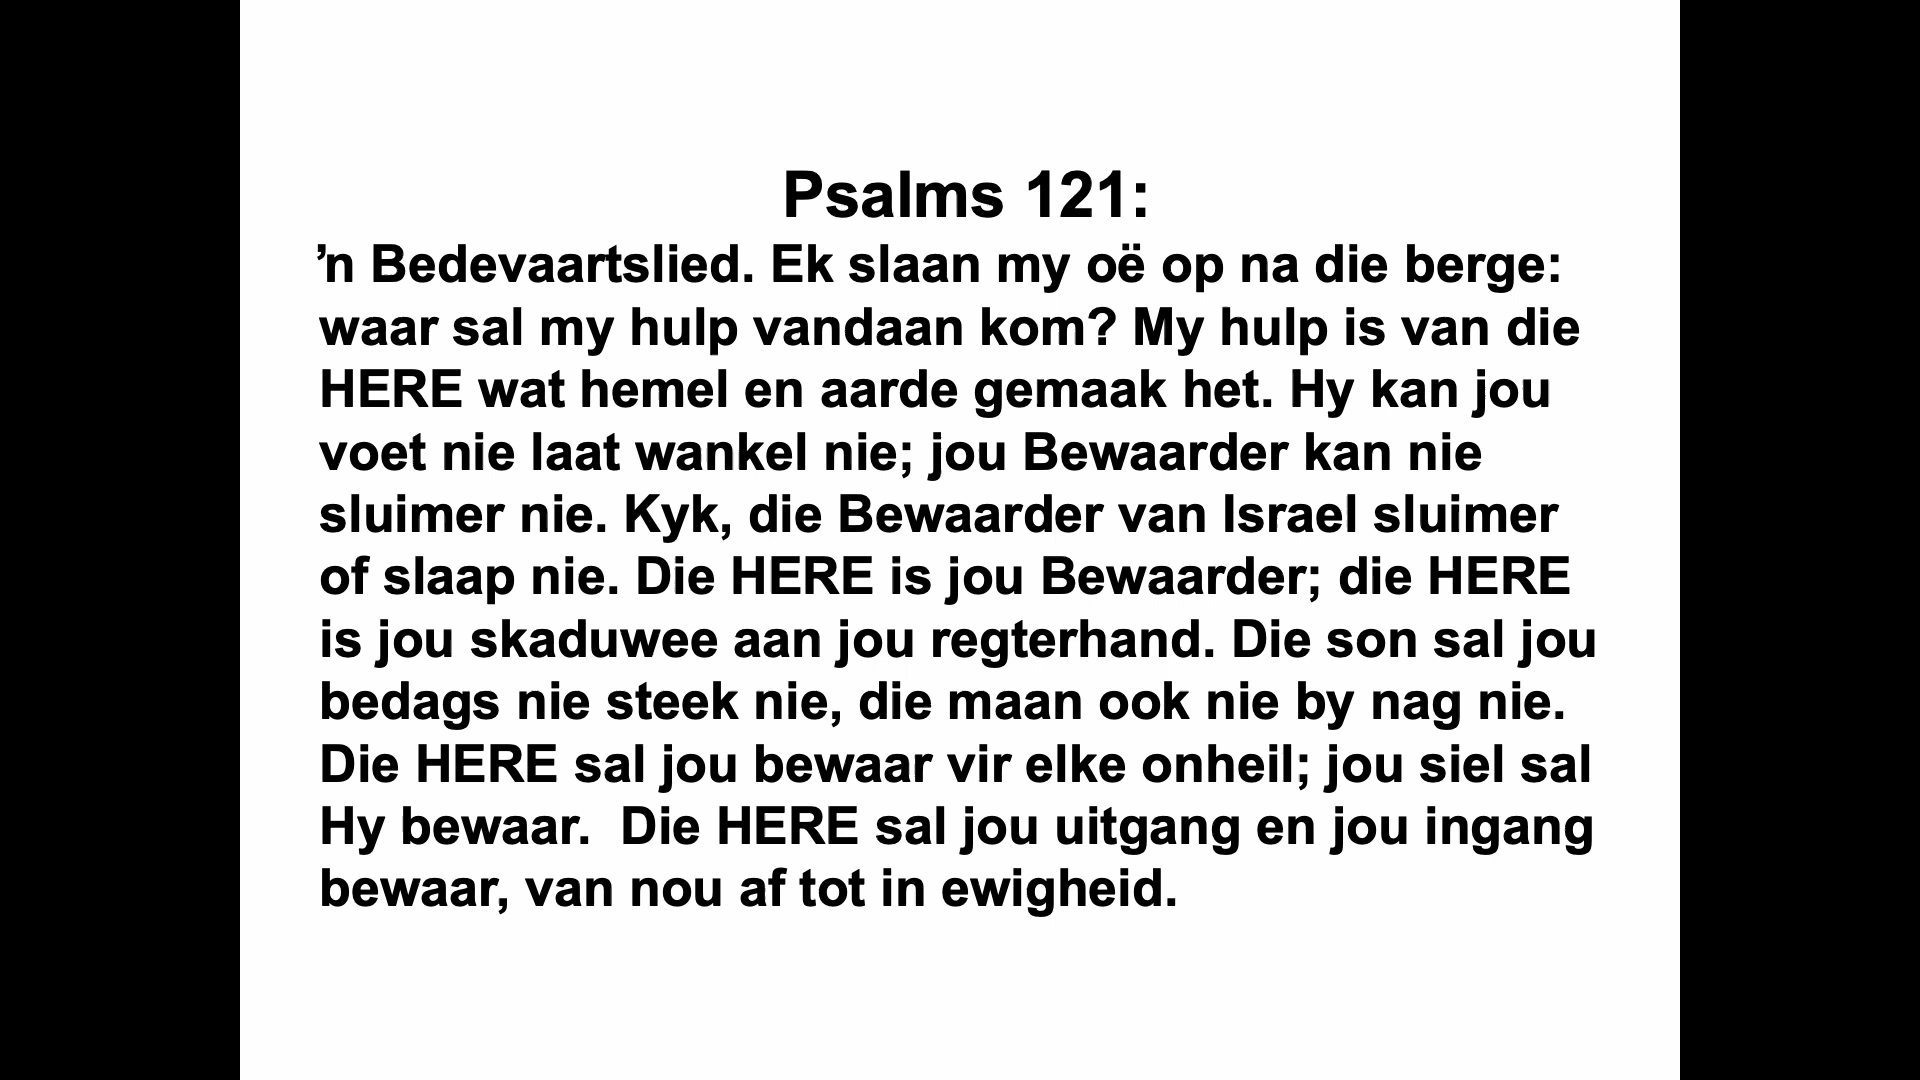 Psalms 121:
’n Bedevaartslied. Ek slaan my oë op na die berge:
waar sal my hulp vandaan kom? My hulp is van die
HERE wat hemel en aarde gemaak het. Hy kan jou
voet nie laat wankel nie; jou Bewaarder kan nie
sluimer nie. Kyk, die Bewaarder van Israel sluimer
of slaap nie. Die HERE is jou Bewaarder; die HERE
is jou skaduwee aan jou regterhand. Die son sal jou
bedags nie steek nie, die maan ook nie by nag nie.
Die HERE sal jou bewaar vir elke onheil; jou siel sal
Hy bewaar.  Die HERE sal jou uitgang en jou ingang
bewaar, van nou af tot in ewigheid.